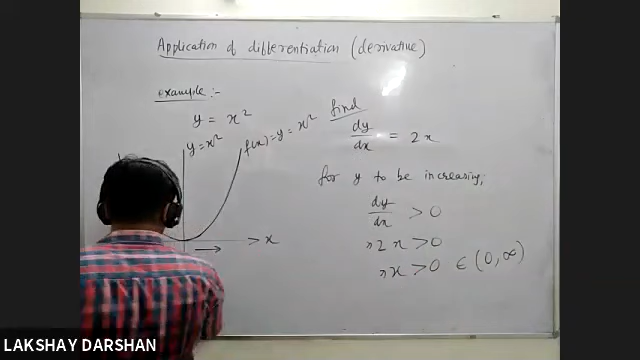 Application of differentiation (derivative)
example:-
y = x²
y = x²
f(x) = y = x²
x
find
dy/dx = 2x
for y to be increasing,
dy/dx > 0
⇒ 2x > 0
⇒ x > 0 ∈ (0, ∞)
LAKSHAY DARSHAN